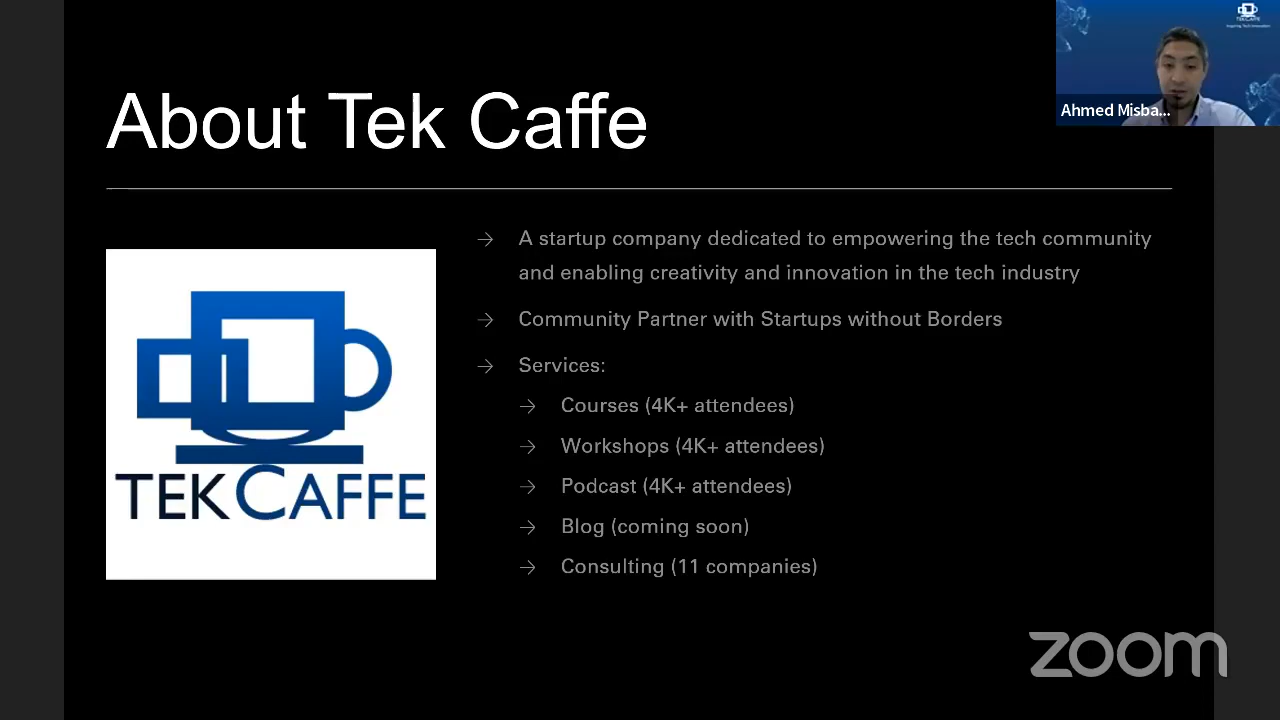 About Tek Caffe
Ahmed Misba...
TEKCAFFE
→ A startup company dedicated to empowering the tech community
and enabling creativity and innovation in the tech industry
→ Community Partner with Startups without Borders
→ Services:
→ Courses (4K+ attendees)
→ Workshops (4K+ attendees)
→ Podcast (4K+ attendees)
→ Blog (coming soon)
→ Consulting (11 companies)
TEKCAFFE
zoom